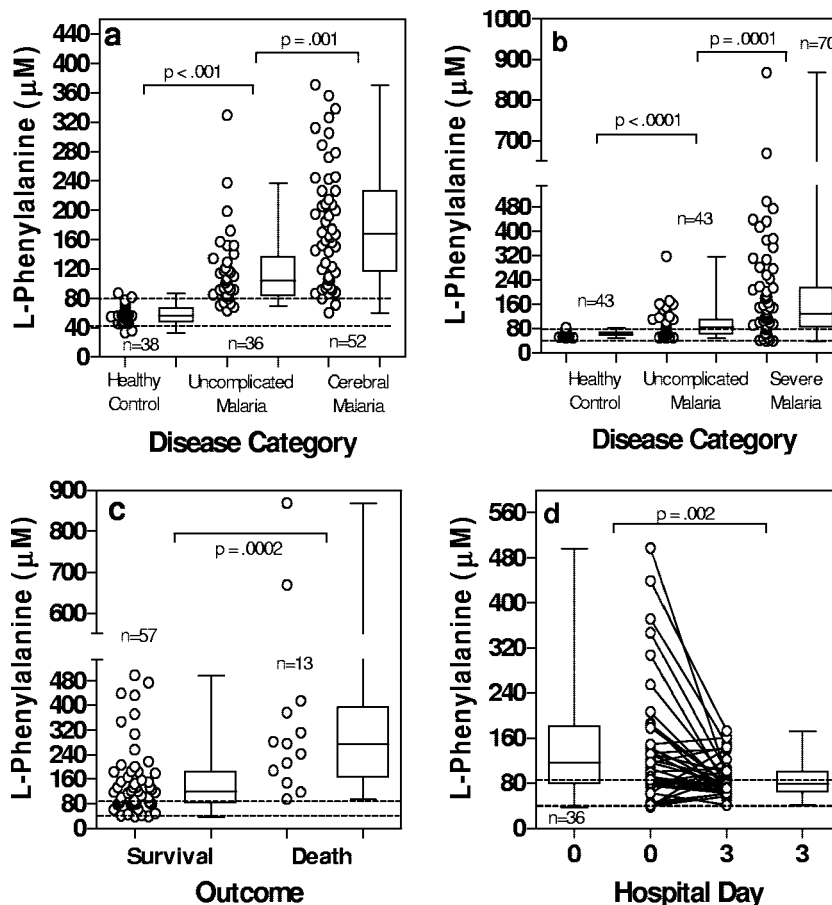 a
L-Phenylalanine (μM)
440
400
360
320
280
240
200
160
120
80
40
0
p = .001
p < .001
n=38
n=36
n=52
Healthy Control
Uncomplicated Malaria
Cerebral Malaria
Disease Category
b
L-Phenylalanine (μM)
1000
900
800
700
480
400
320
240
160
80
0
n=70
p = .0001
p < .0001
n=43
n=43
Healthy Control
Uncomplicated Malaria
Severe Malaria
Disease Category
c
L-Phenylalanine (μM)
900
800
700
600
480
400
320
240
160
80
0
p = .0002
n=57
n=13
Survival
Death
Outcome
d
L-Phenylalanine (μM)
560
480
400
320
240
160
80
0
p = .002
n=36
0
0
3
3
Hospital Day